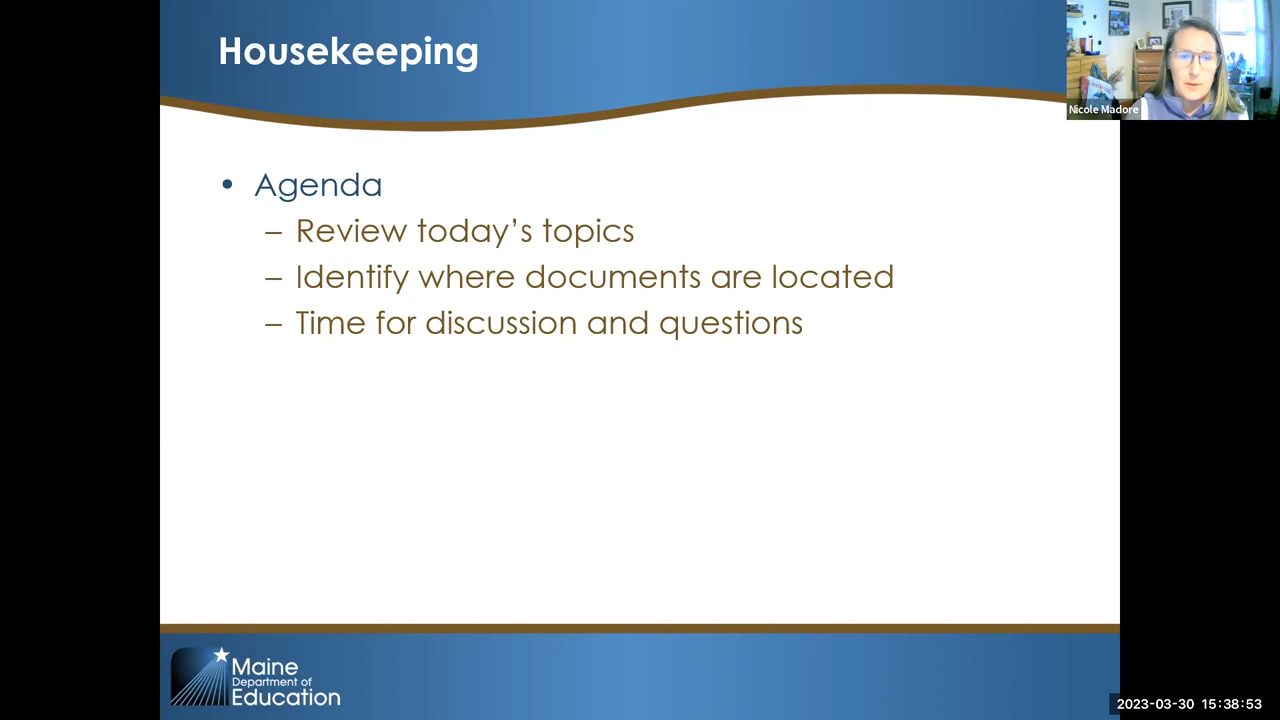 Housekeeping
Nicole Madore
• Agenda
– Review today's topics
– Identify where documents are located
– Time for discussion and questions
Maine
Department of
Education
2023-03-30 15:38:53